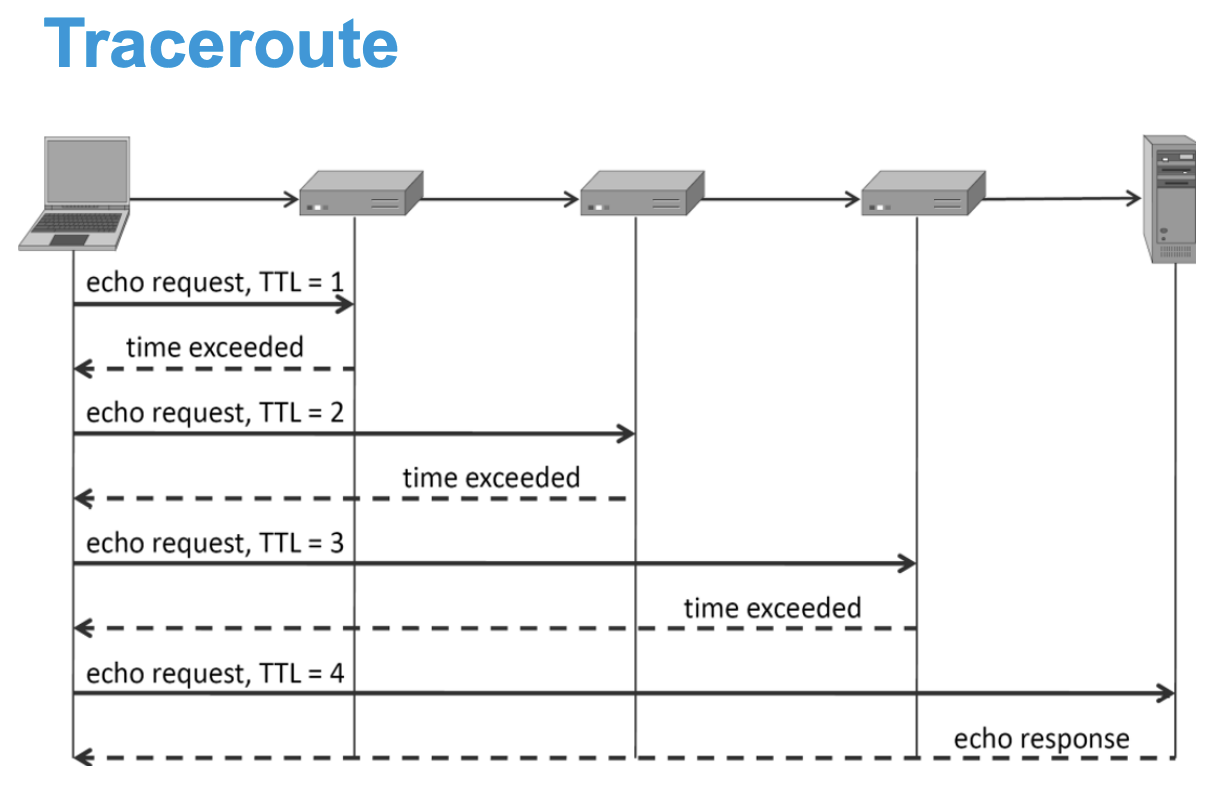 Traceroute
echo request, TTL = 1
time exceeded
echo request, TTL = 2
time exceeded
echo request, TTL = 3
time exceeded
echo request, TTL = 4
echo response